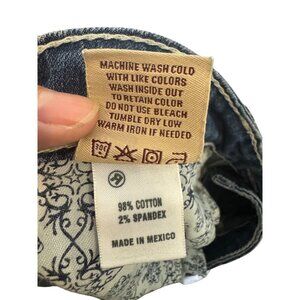 MACHINE WASH COLD
WITH LIKE COLORS
WASH INSIDE OUT
TO RETAIN COLOR
DO NOT USE BLEACH
TUMBLE DRY LOW
WARM IRON IF NEEDED
98% COTTON
2% SPANDEX
MADE IN MEXICO